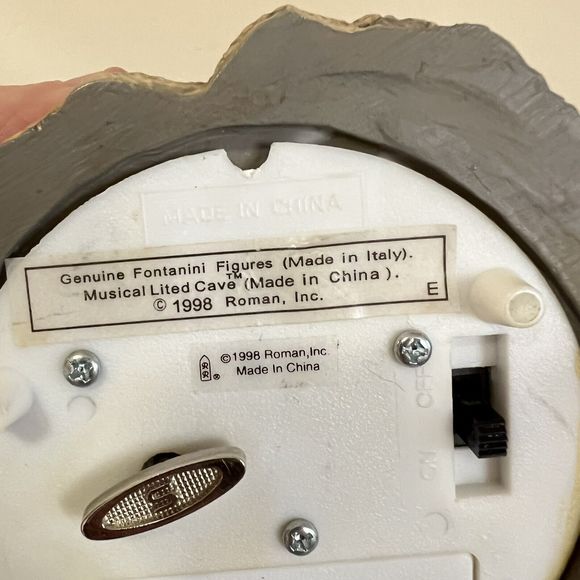 MADE IN CHINA
Genuine Fontanini Figures (Made in Italy).
Musical Lited Cave™ (Made in China ).
© 1998 Roman, Inc.
E
©1998 Roman,Inc.
Made In China
OFF
ON